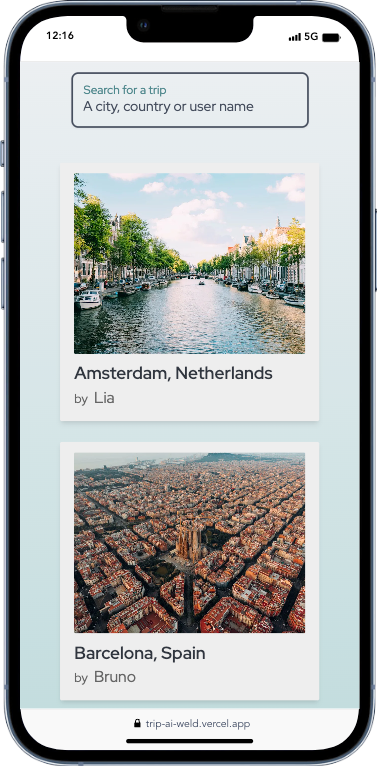 12:16
5G
Search for a trip
A city, country or user name
Amsterdam, Netherlands
by Lia
Barcelona, Spain
by Bruno
trip-ai-weld.vercel.app